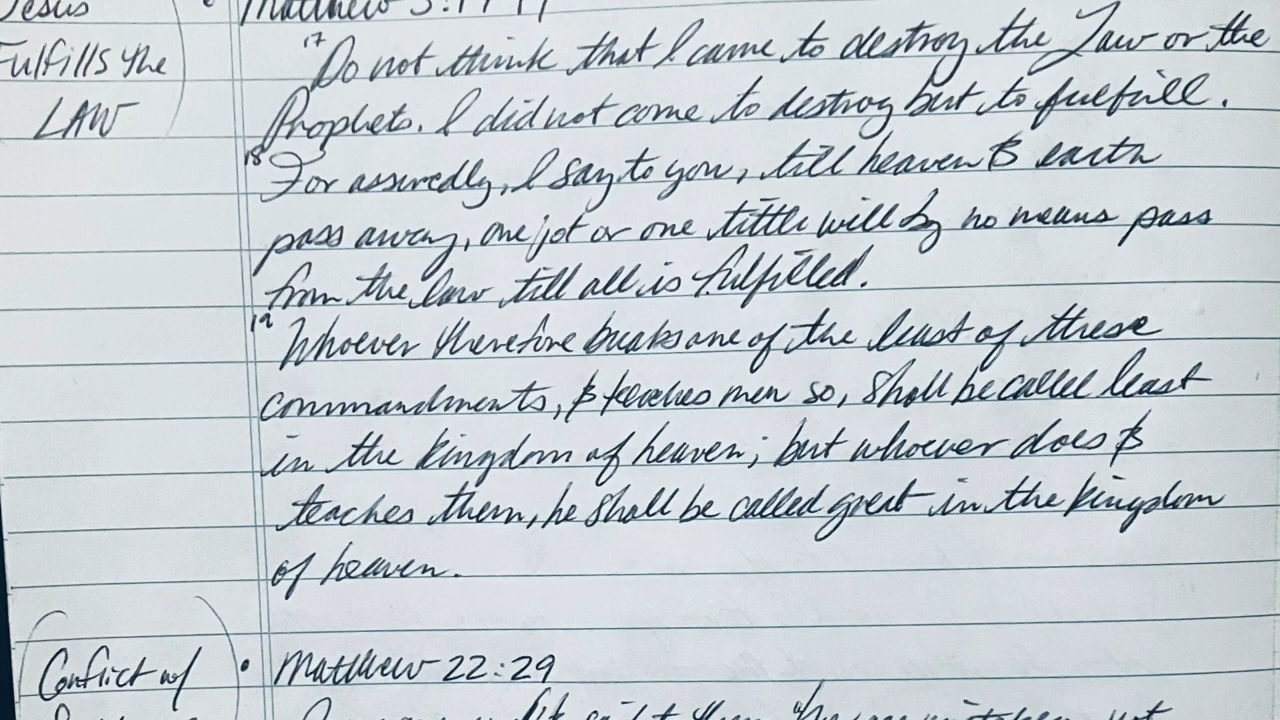 Jesus • Matthew 5:17-19
Fulfills the
LAW
17 Do not think that I came to destroy the Law or the
Prophets. I did not come to destroy but to fulfill.
18 For assuredly, I say to you, till heaven & earth
pass away, one jot or one tittle will by no means pass
from the law till all is fulfilled.
19 Whoever therefore breaks one of the least of these
commandments, & teaches men so, shall be called least
in the kingdom of heaven; but whoever does &
teaches them, he shall be called great in the kingdom
of heaven.
Conflict w/ • Matthew 22:29